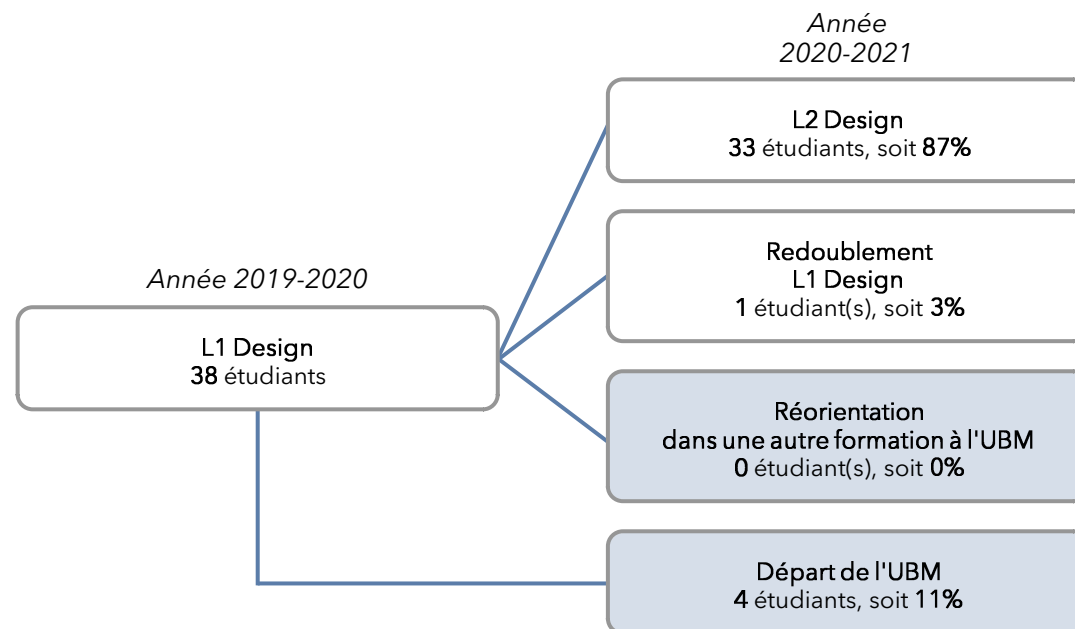 Année
2020-2021
L2 Design
33 étudiants, soit 87%
Redoublement
L1 Design
1 étudiant(s), soit 3%
Année 2019-2020
L1 Design
38 étudiants
Réorientation
dans une autre formation à l'UBM
0 étudiant(s), soit 0%
Départ de l'UBM
4 étudiants, soit 11%